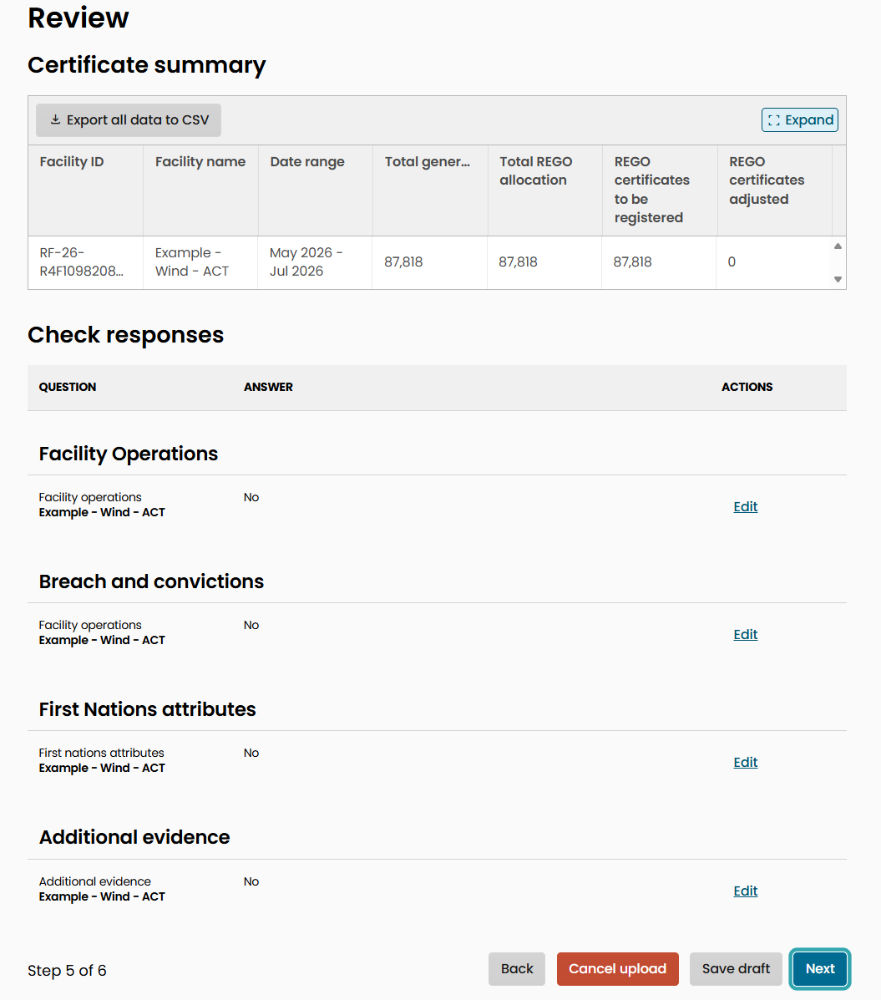 Review
Certificate summary
Export all data to CSV
Expand
Facility ID
Facility name
Date range
Total gener...
Total REGO
allocation
REGO
certificates
to be
registered
REGO
certificates
adjusted
RF-26-
R4F1098208...
Example -
Wind - ACT
May 2026 -
Jul 2026
87,818
87,818
87,818
0
Check responses
QUESTION ANSWER ACTIONS
Facility Operations
Facility operations No
Example - Wind - ACT
Edit
Breach and convictions
Facility operations No
Example - Wind - ACT
Edit
First Nations attributes
First nations attributes No
Example - Wind - ACT
Edit
Additional evidence
Additional evidence No
Example - Wind - ACT
Edit
Step 5 of 6 Back Cancel upload Save draft Next